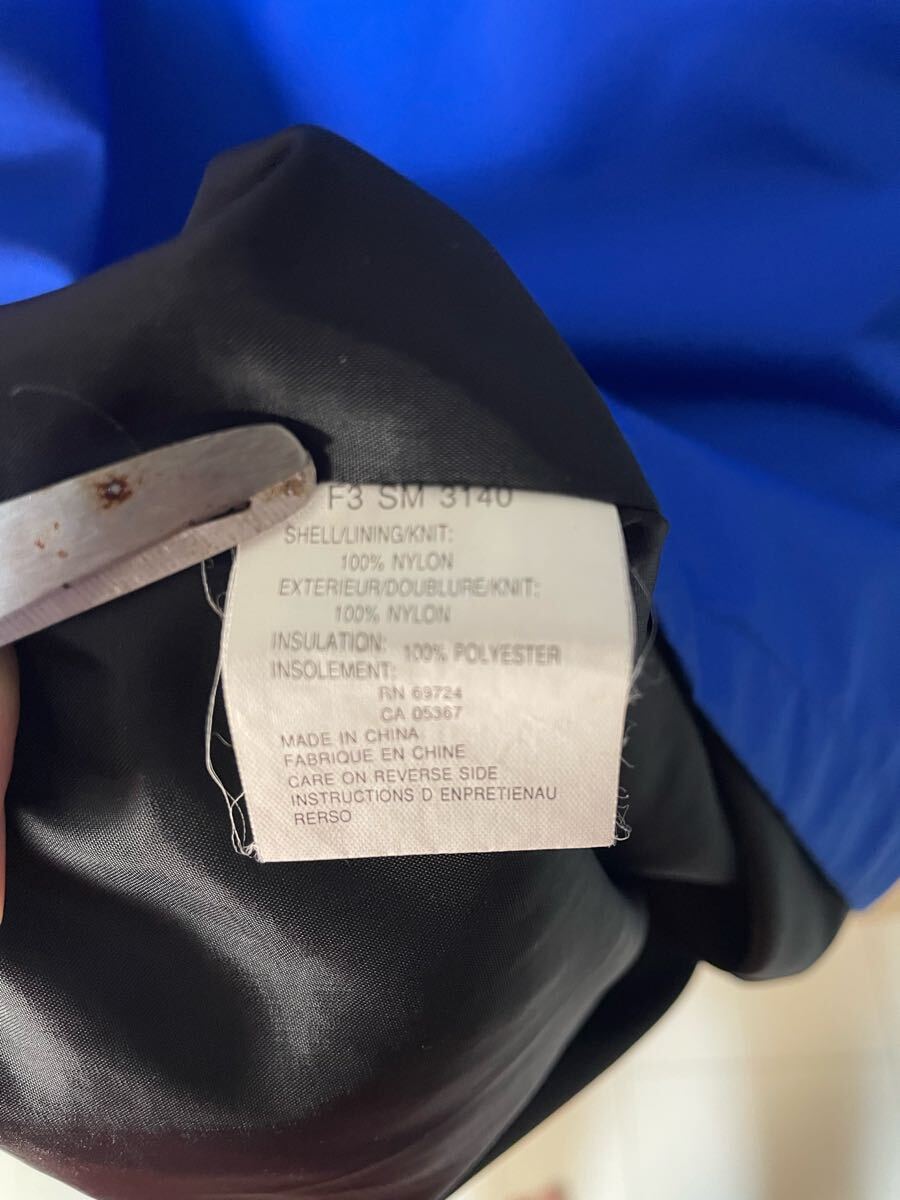 F3 SM 3140
SHELL/LINING/KNIT:
100% NYLON
EXTERIEUR/DOUBLURE/KNIT:
100% NYLON
INSULATION: 100% POLYESTER
INSOLEMENT:
RN 69724
CA 05367
MADE IN CHINA
FABRIQUE EN CHINE
CARE ON REVERSE SIDE
INSTRUCTIONS D ENPRETIENAU
RERSO